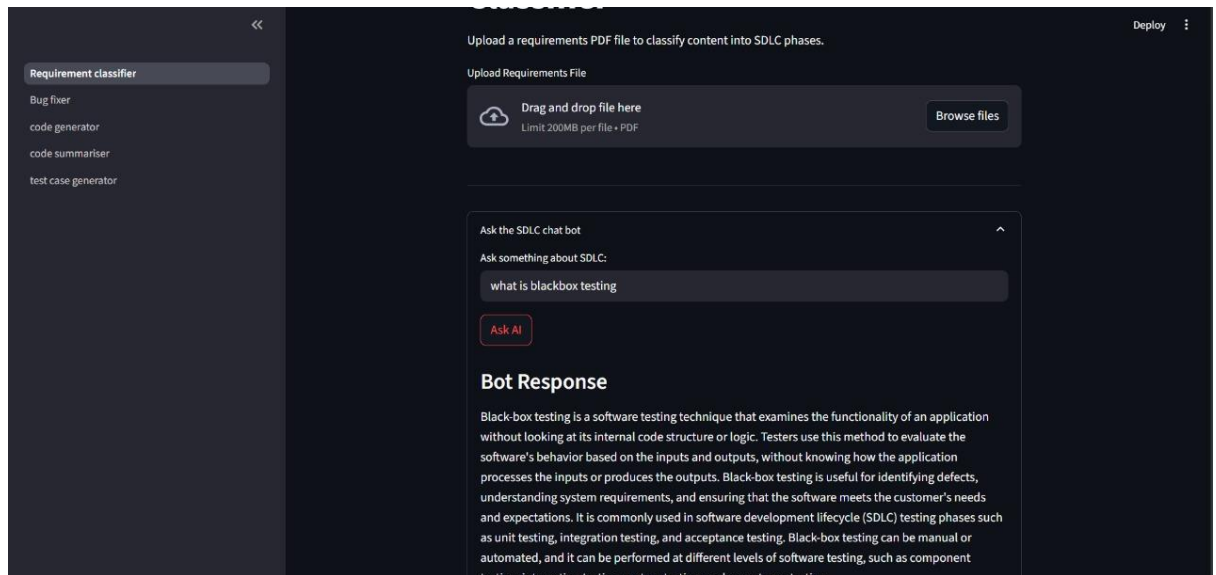 Deploy
Requirement classifier
Bug fixer
code generator
code summariser
test case generator
Upload a requirements PDF file to classify content into SDLC phases.
Upload Requirements File
Drag and drop file here
Limit 200MB per file • PDF
Browse files
Ask the SDLC chat bot
Ask something about SDLC:
what is blackbox testing
Ask AI
Bot Response
Black-box testing is a software testing technique that examines the functionality of an application
without looking at its internal code structure or logic. Testers use this method to evaluate the
software's behavior based on the inputs and outputs, without knowing how the application
processes the inputs or produces the outputs. Black-box testing is useful for identifying defects,
understanding system requirements, and ensuring that the software meets the customer's needs
and expectations. It is commonly used in software development lifecycle (SDLC) testing phases such
as unit testing, integration testing, and acceptance testing. Black-box testing can be manual or
automated, and it can be performed at different levels of software testing, such as component